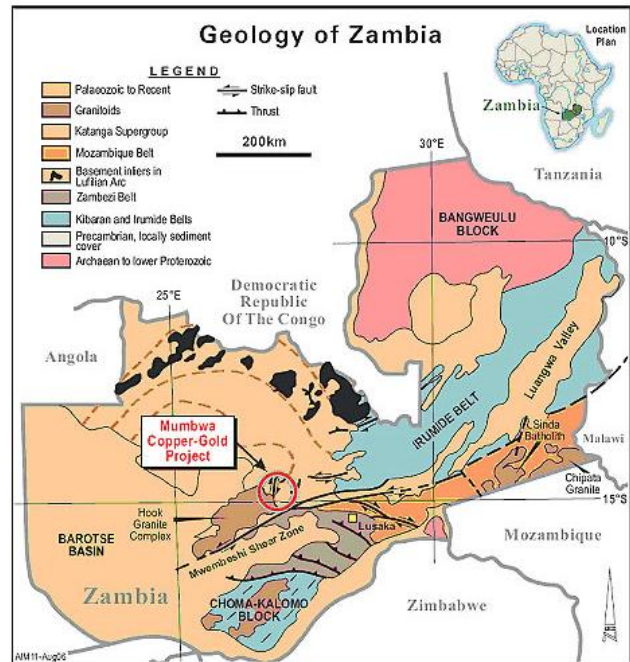 Geology of Zambia
Location
Plan
Zambia
LEGEND
Palaeozoic to Recent
Granitoids
Katanga Supergroup
Mozambique Belt
Basement inliers in
Lufilian Arc
Zambezi Belt
Kibaran and Irumide Bells
Precambrian, locally sediment
cover
Archaean to lower Proterozoic
Strike-slip fault
Thrust
200km
30°E
Tanzania
BANGWEULU
BLOCK
10°S
Democratic
Republic
Of The Congo
25°E
Angola
Luangwa Valley
Mumbwa
Copper-Gold
Project
IRUMIDE BELT
Sinda
Batholith
Malawi
Chipata
Granite
15°S
Hook
Granite
Complex
Lusaka
Mozambique
BAROTSE
BASIN
Mwembeshi Shear Zone
Zambia
Zimbabwe
CHOMA-KALOMO
BLOCK
AIM11-Aug06